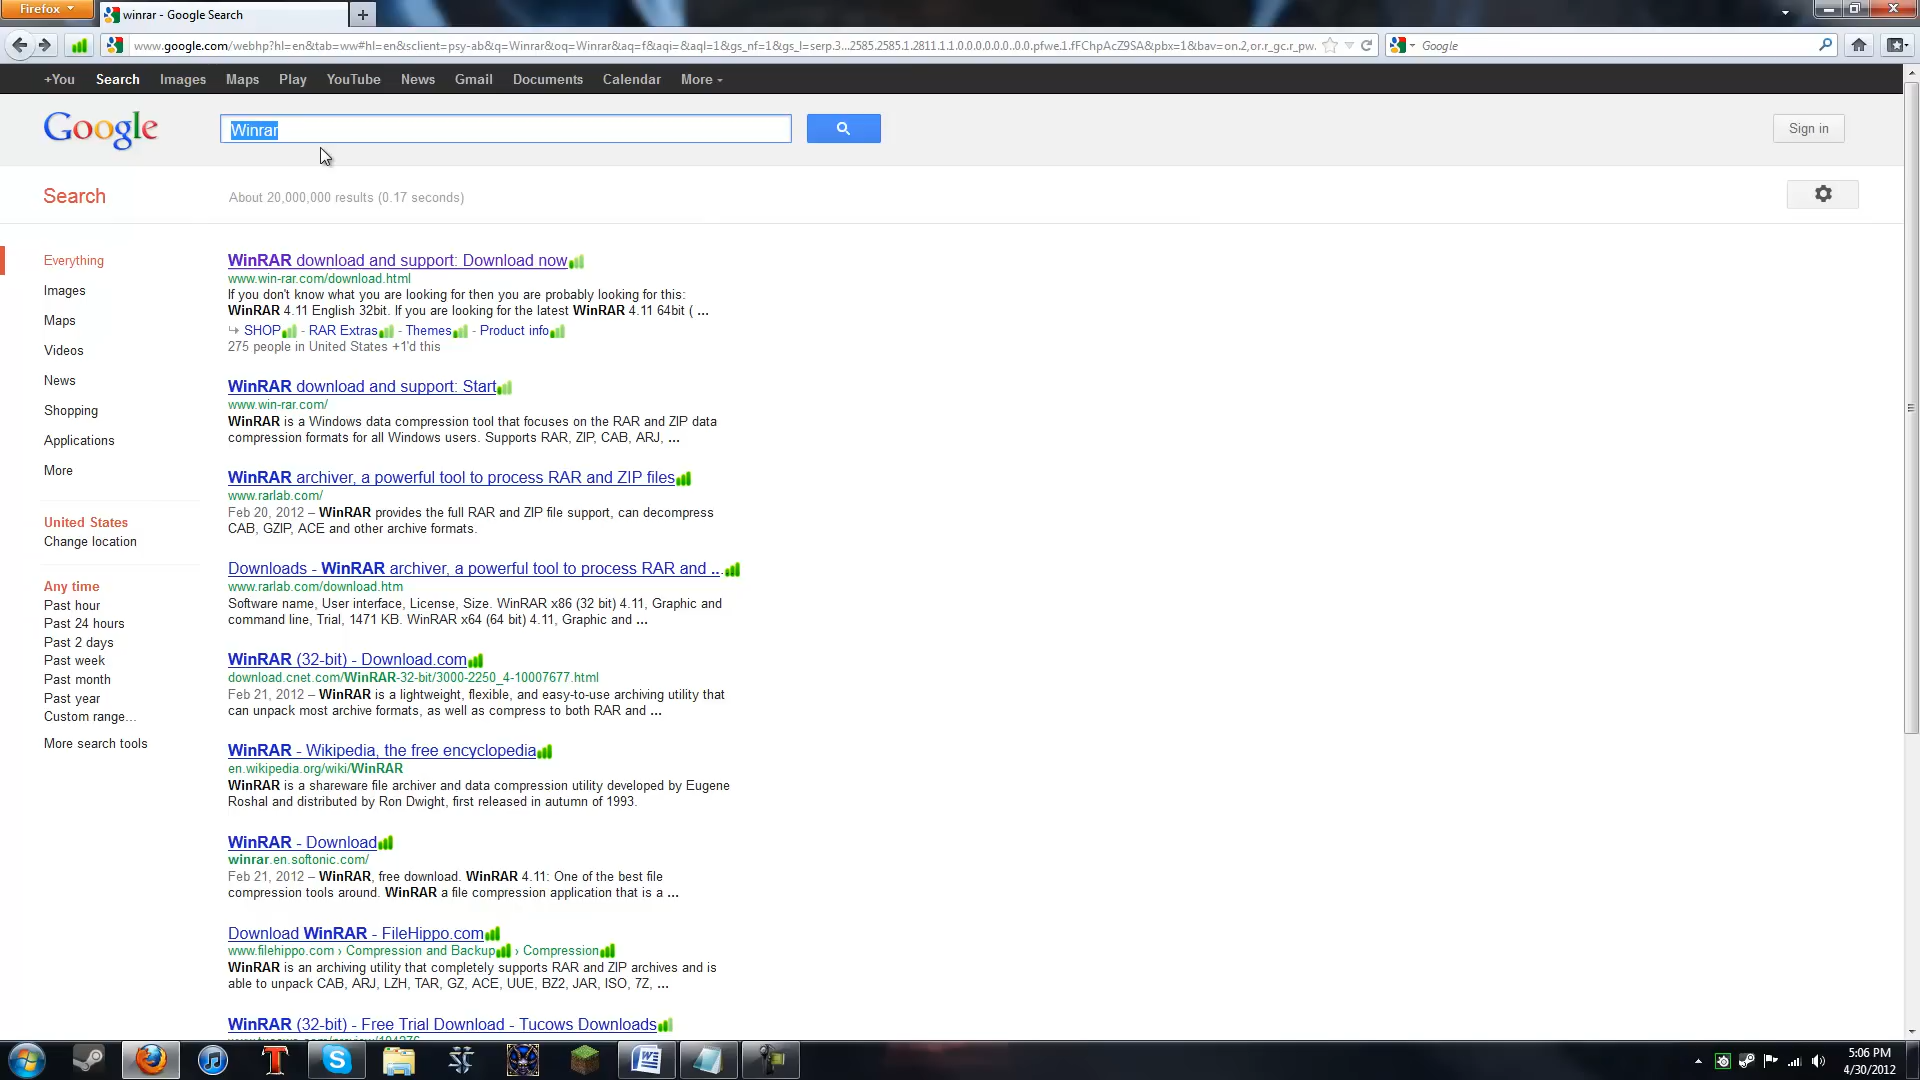 Firefox
winrar - Google Search
www.google.com/webhp?hl=en&tab=ww#hl=en&sclient=psy-ab&q=Winrar&oq=Winrar&aq=f&aqi=&aql=1&gs_nf=1&gs_l=serp.3...2585.2585.1.2811.1.1.0.0.0.0.0.0..0.0.pfwe.1.fFChpAcZ9SA&pbx=1&bav=on.2,or.r_gc.r_pw.
Google
+You Search Images Maps Play YouTube News Gmail Documents Calendar More
Google
Winrar
Sign in
Search
About 20,000,000 results (0.17 seconds)
Everything
Images
Maps
Videos
News
Shopping
Applications
More
United States
Change location
Any time
Past hour
Past 24 hours
Past 2 days
Past week
Past month
Past year
Custom range...
More search tools
WinRAR download and support: Download now
www.win-rar.com/download.html
If you don't know what you are looking for then you are probably looking for this:
WinRAR 4.11 English 32bit. If you are looking for the latest WinRAR 4.11 64bit ( ...
SHOP - RAR Extras - Themes - Product info
275 people in United States +1'd this
WinRAR download and support: Start
www.win-rar.com/
WinRAR is a Windows data compression tool that focuses on the RAR and ZIP data
compression formats for all Windows users. Supports RAR, ZIP, CAB, ARJ, ...
WinRAR archiver, a powerful tool to process RAR and ZIP files
www.rarlab.com/
Feb 20, 2012 – WinRAR provides the full RAR and ZIP file support, can decompress
CAB, GZIP, ACE and other archive formats.
Downloads - WinRAR archiver, a powerful tool to process RAR and ...
www.rarlab.com/download.htm
Software name, User interface, License, Size. WinRAR x86 (32 bit) 4.11, Graphic and
command line, Trial, 1471 KB. WinRAR x64 (64 bit) 4.11, Graphic and ...
WinRAR (32-bit) - Download.com
download.cnet.com/WinRAR-32-bit/3000-2250_4-10007677.html
Feb 21, 2012 – WinRAR is a lightweight, flexible, and easy-to-use archiving utility that
can unpack most archive formats, as well as compress to both RAR and ...
WinRAR - Wikipedia, the free encyclopedia
en.wikipedia.org/wiki/WinRAR
WinRAR is a shareware file archiver and data compression utility developed by Eugene
Roshal and distributed by Ron Dwight, first released in autumn of 1993.
WinRAR - Download
winrar.en.softonic.com/
Feb 21, 2012 – WinRAR, free download. WinRAR 4.11: One of the best file
compression tools around. WinRAR a file compression application that is a ...
Download WinRAR - FileHippo.com
www.filehippo.com › Compression and Backup › Compression
WinRAR is an archiving utility that completely supports RAR and ZIP archives and is
able to unpack CAB, ARJ, LZH, TAR, GZ, ACE, UUE, BZ2, JAR, ISO, 7Z, ...
WinRAR (32-bit) - Free Trial Download - Tucows Downloads
5:06 PM
4/30/2012